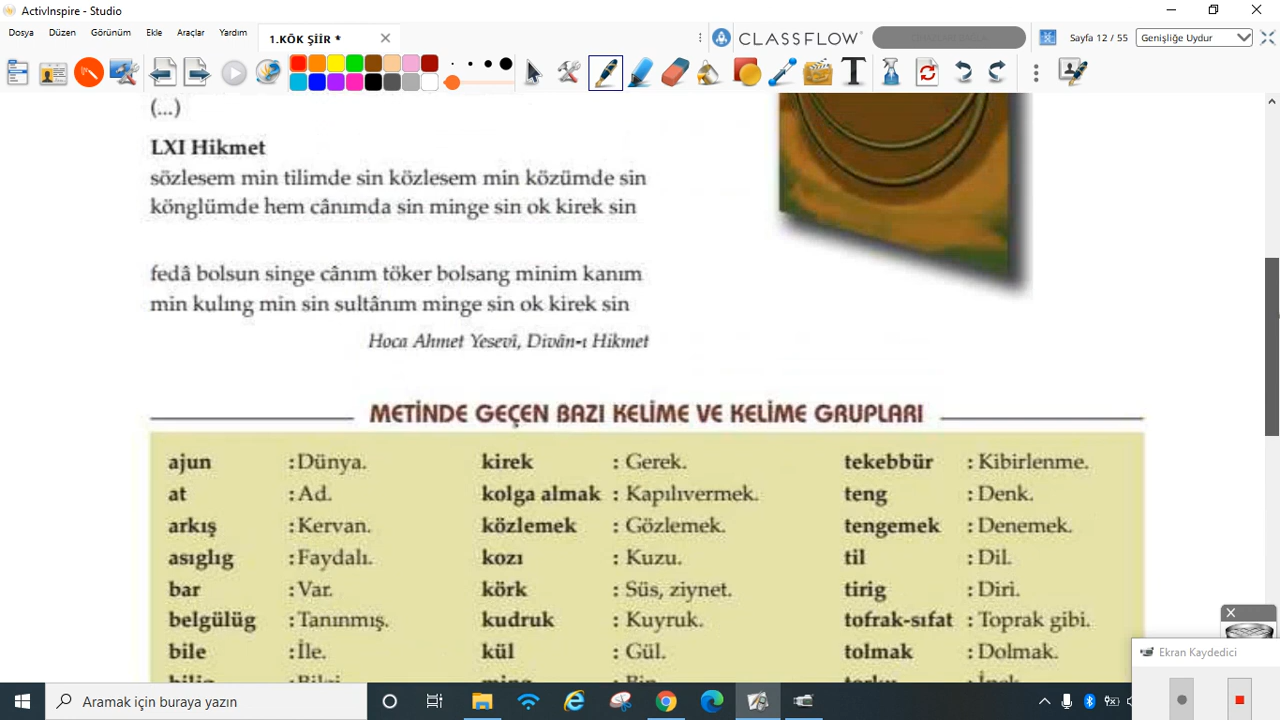 ActivInspire - Studio
Dosya Düzen Görünüm Ekle Araçlar Yardım
1.KÖK ŞİİR *
CLASSFLOW
Sayfa 12 / 55
Genişliğe Uydur
(...)
LXI Hikmet
sözlesem min tilimde sin közlesem min közümde sin
könglümde hem cânımda sin minge sin ok kirek sin
fedâ bolsun singe cânım töker bolsang minim kanım
min kulıng min sin sultânım minge sin ok kirek sin
Hoca Ahmet Yesevî, Divân-ı Hikmet
METİNDE GEÇEN BAZI KELİME VE KELİME GRUPLARI
ajun : Dünya. kirek : Gerek. tekebbür : Kibirlenme.
at : Ad. kolga almak : Kapılıvermek. teng : Denk.
arkış : Kervan. közlemek : Gözlemek. tengemek : Denemek.
asıglıg : Faydalı. kozı : Kuzu. til : Dil.
bar : Var. körk : Süs, ziynet. tirig : Diri.
belgülüg : Tanınmış. kudruk : Kuyruk. tofrak-sıfat : Toprak gibi.
bile : İle. kül : Gül. tolmak : Dolmak.
Ekran Kaydedici
Aramak için buraya yazın